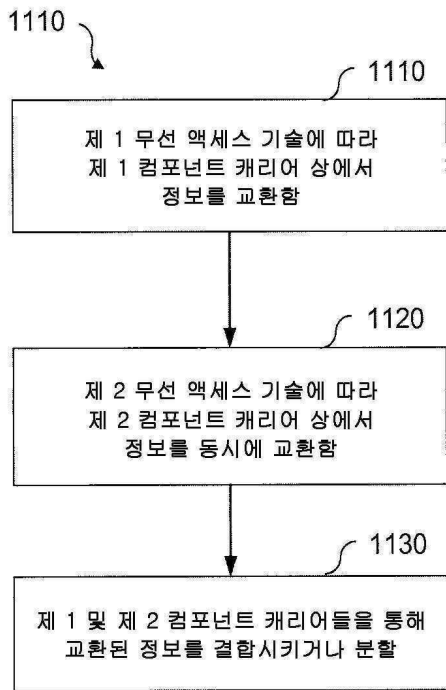 1110
1110
제 1 무선 액세스 기술에 따라
제 1 컴포넌트 캐리어 상에서
정보를 교환함
1120
제 2 무선 액세스 기술에 따라
제 2 컴포넌트 캐리어 상에서
정보를 동시에 교환함
1130
제 1 및 제 2 컴포넌트 캐리어들을 통해
교환된 정보를 결합시키거나 분할